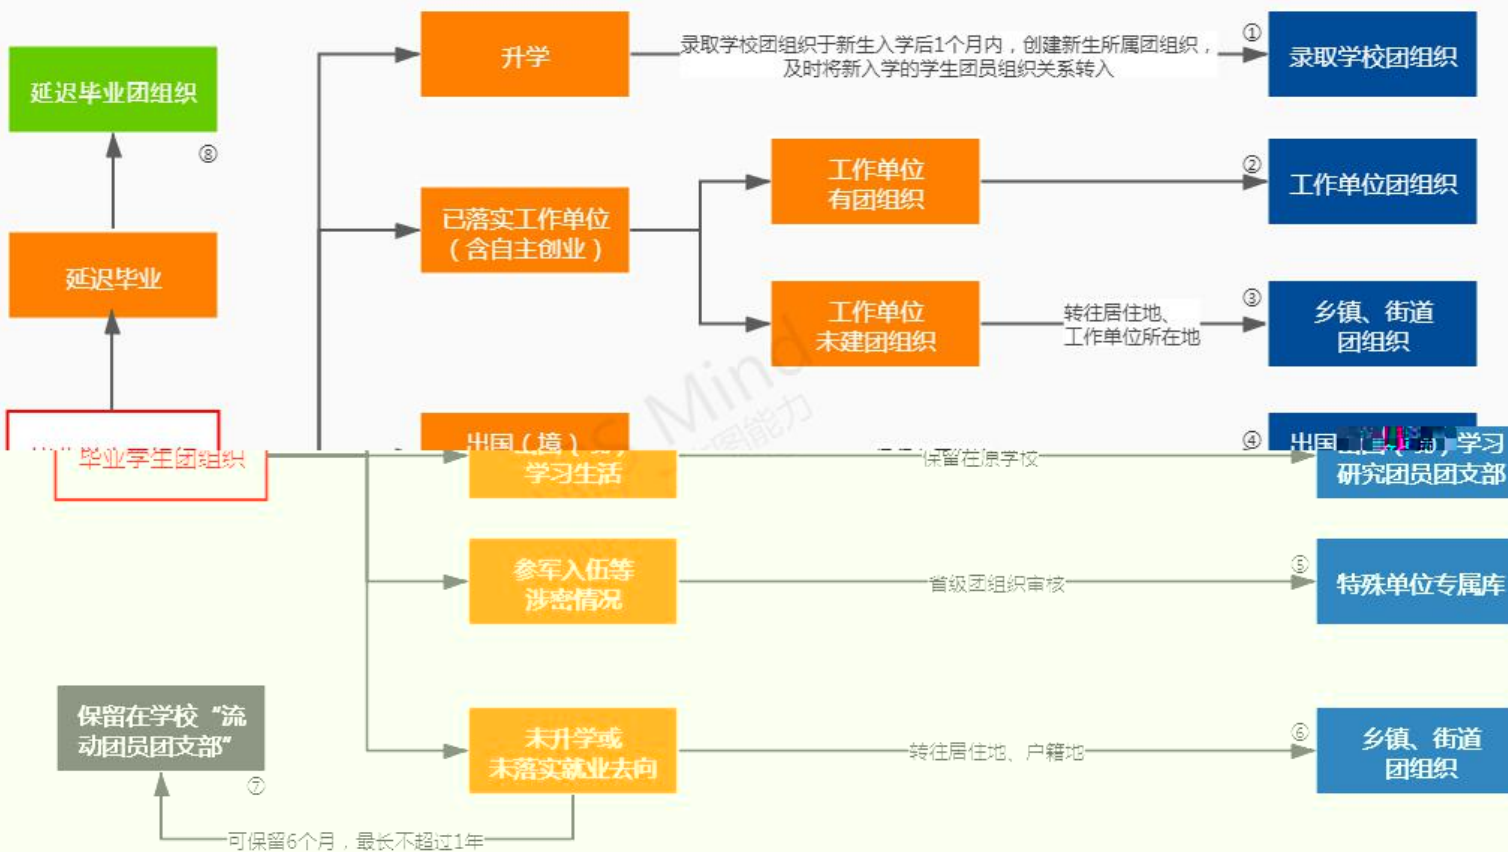 升学
录取学校团组织于新生入学后1个月内，创建新生所属团组织，
及时将新入学的学生团员组织关系转入
①
录取学校团组织
延迟毕业团组织
⑧
延迟毕业
已落实工作单位
（含自主创业）
工作单位
有团组织
②
工作单位团组织
工作单位
未建团组织
转往居住地、
工作单位所在地
③
乡镇、街道
团组织
毕业学生团组织
出国（境）
学习生活
保留在原学校
④
出国（境）学习
研究团员团支部
参军入伍等
涉密情况
省级团组织审核
⑤
特殊单位专属库
保留在学校“流
动团员团支部”
⑦
未升学或
未落实就业去向
转往居住地、户籍地
⑥
乡镇、街道
团组织
可保留6个月，最长不超过1年
Mind